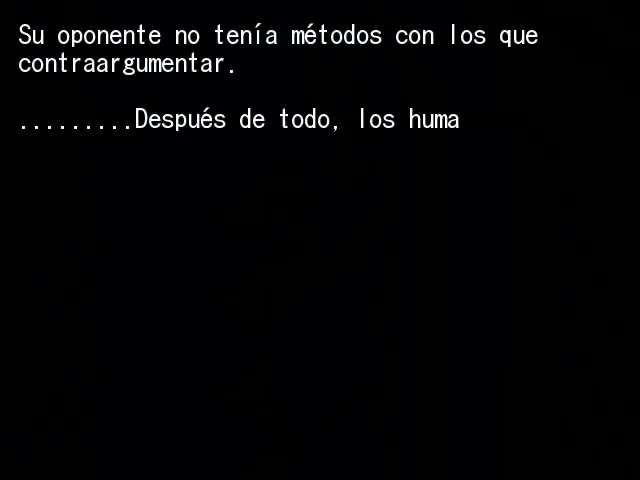 Su oponente no tenía métodos con los que
contraargumentar.
.........Después de todo, los huma